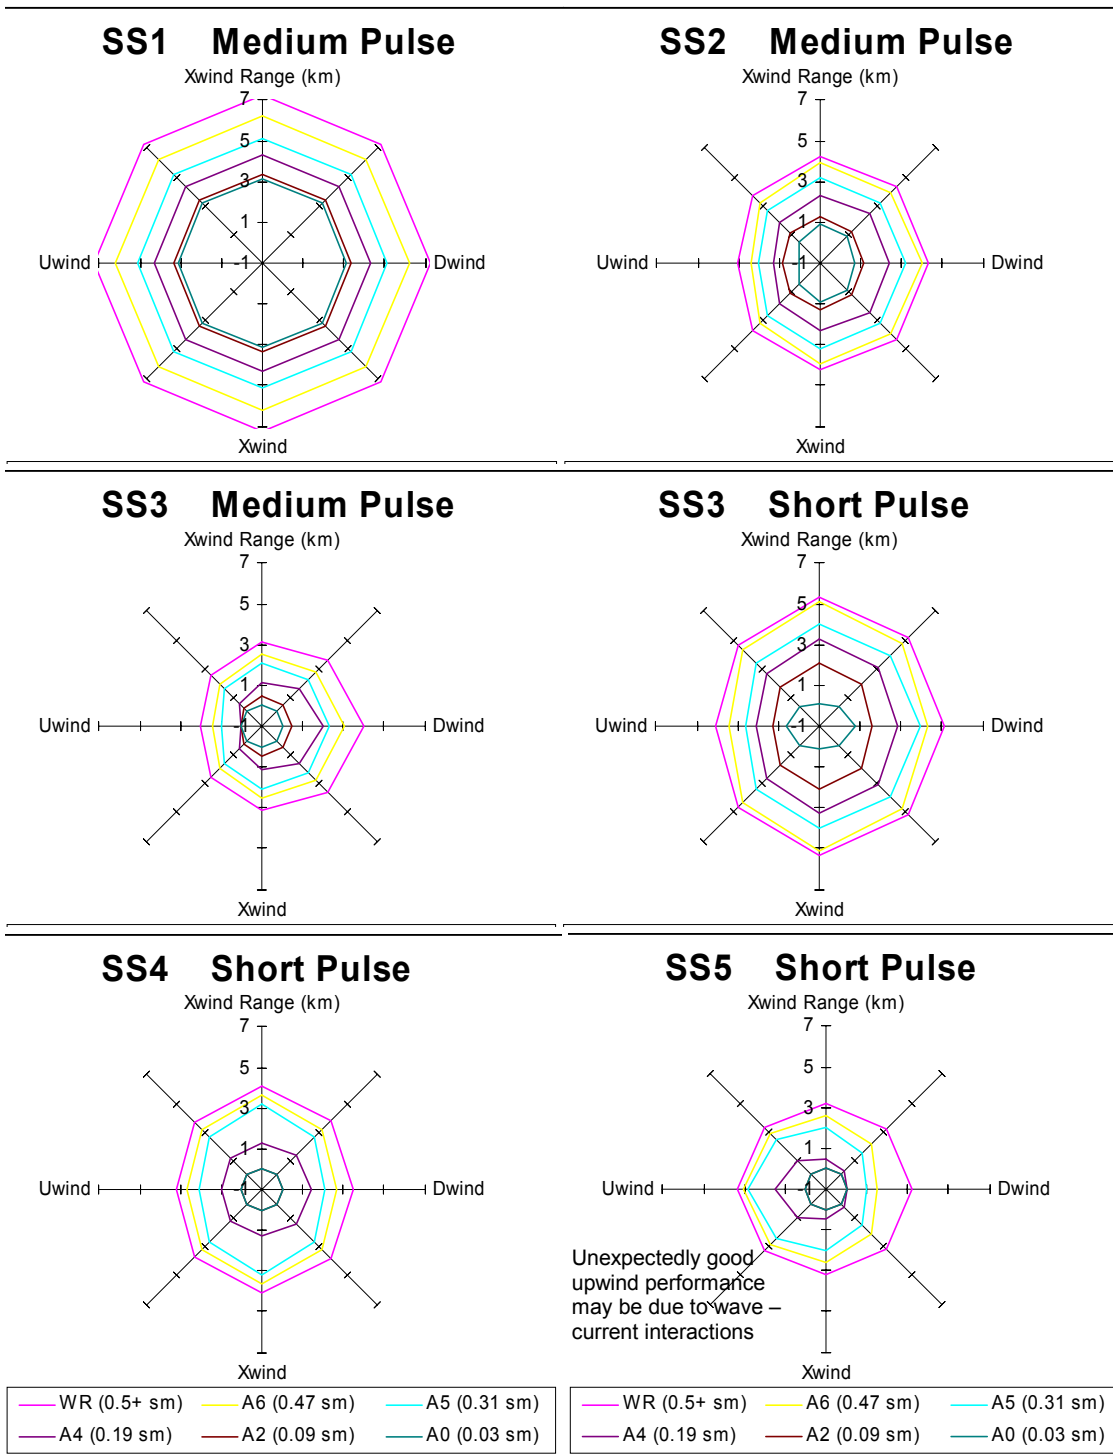 SS1 Medium Pulse
Xwind Range (km)
7
5
3
1
-1
Uwind
Dwind
Xwind
SS2 Medium Pulse
Xwind Range (km)
7
5
3
1
-1
Uwind
Dwind
Xwind
SS3 Medium Pulse
Xwind Range (km)
7
5
3
1
-1
Uwind
Dwind
Xwind
SS3 Short Pulse
Xwind Range (km)
7
5
3
1
-1
Uwind
Dwind
Xwind
SS4 Short Pulse
Xwind Range (km)
7
5
3
1
-1
Uwind
Dwind
Xwind
SS5 Short Pulse
Xwind Range (km)
7
5
3
1
-1
Uwind
Dwind
Unexpectedly good
upwind performance
may be due to wave –
current interactions
Xwind
WR (0.5+ sm) A6 (0.47 sm) A5 (0.31 sm)
A4 (0.19 sm) A2 (0.09 sm) A0 (0.03 sm)
WR (0.5+ sm) A6 (0.47 sm) A5 (0.31 sm)
A4 (0.19 sm) A2 (0.09 sm) A0 (0.03 sm)